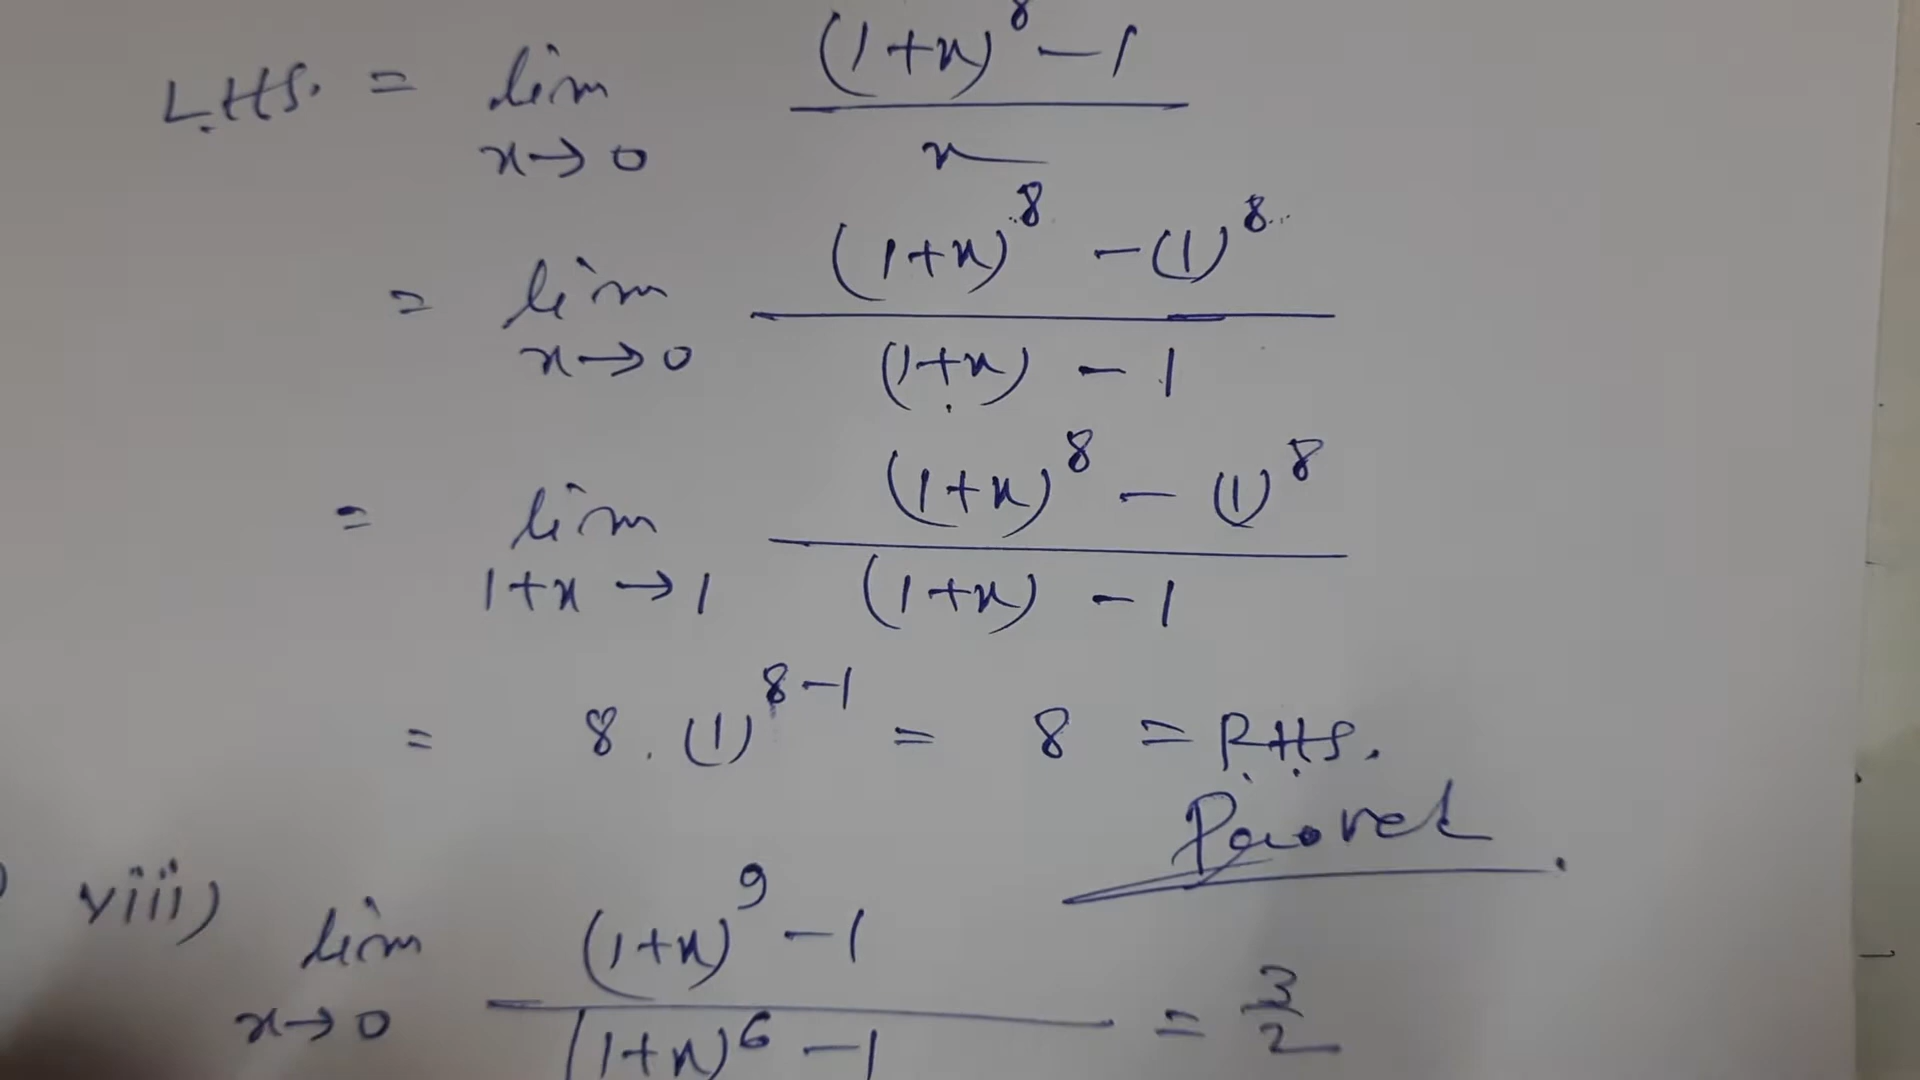 L.H.S. = lim x→0 ((1+x)^8 - 1) / x
= lim x→0 ((1+x)^8 - (1)^8) / ((1+x) - 1)
= lim 1+x→1 ((1+x)^8 - (1)^8) / ((1+x) - 1)
= 8 . (1)^8-1 = 8 = R.H.S.
Proved.
viii) lim x→0 ((1+x)^9 - 1) / ((1+x)^6 - 1) = 3/2